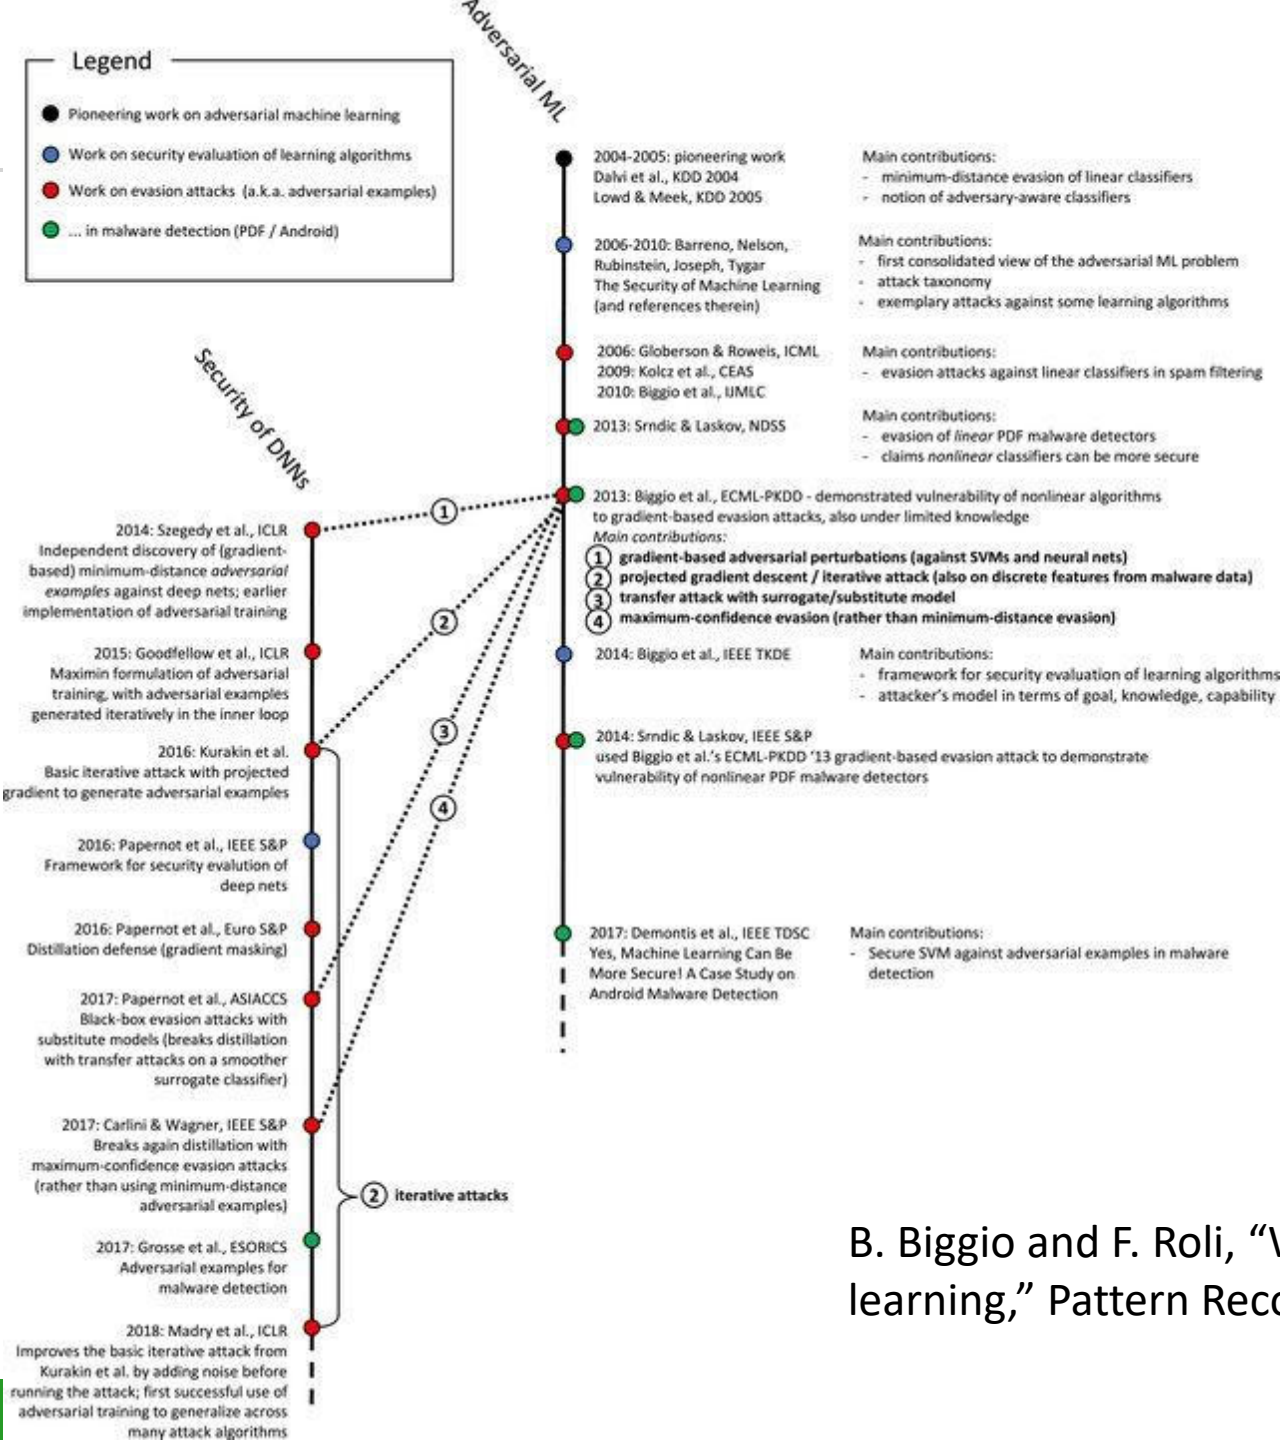 Adversarial ML
Legend
Pioneering work on adversarial machine learning
Work on security evaluation of learning algorithms
Work on evasion attacks (a.k.a. adversarial examples)
... in malware detection (PDF / Android)
2004-2005: pioneering work
Dalvi et al., KDD 2004
Lowd & Meek, KDD 2005
Main contributions:
- minimum-distance evasion of linear classifiers
- notion of adversary-aware classifiers
2006-2010: Barreno, Nelson,
Rubinstein, Joseph, Tygar
The Security of Machine Learning
(and references therein)
Main contributions:
- first consolidated view of the adversarial ML problem
- attack taxonomy
- exemplary attacks against some learning algorithms
2006: Globerson & Roweis, ICML
2009: Kolcz et al., CEAS
2010: Biggio et al., IJMLC
Main contributions:
- evasion attacks against linear classifiers in spam filtering
2013: Srndic & Laskov, NDSS
Main contributions:
- evasion of linear PDF malware detectors
- claims nonlinear classifiers can be more secure
2013: Biggio et al., ECML-PKDD - demonstrated vulnerability of nonlinear algorithms
to gradient-based evasion attacks, also under limited knowledge
Main contributions:
1 gradient-based adversarial perturbations (against SVMs and neural nets)
2 projected gradient descent / iterative attack (also on discrete features from malware data)
3 transfer attack with surrogate/substitute model
4 maximum-confidence evasion (rather than minimum-distance evasion)
2014: Biggio et al., IEEE TKDE
Main contributions:
- framework for security evaluation of learning algorithms
- attacker's model in terms of goal, knowledge, capability
2014: Srndic & Laskov, IEEE S&P
used Biggio et al.'s ECML-PKDD '13 gradient-based evasion attack to demonstrate
vulnerability of nonlinear PDF malware detectors
2017: Demontis et al., IEEE TDSC
Yes, Machine Learning Can Be
More Secure! A Case Study on
Android Malware Detection
Main contributions:
- Secure SVM against adversarial examples in malware
detection
Security of DNNs
1
2
3
4
2014: Szegedy et al., ICLR
Independent discovery of (gradient-
based) minimum-distance adversarial
examples against deep nets; earlier
implementation of adversarial training
2015: Goodfellow et al., ICLR
Maximin formulation of adversarial
training, with adversarial examples
generated iteratively in the inner loop
2016: Kurakin et al.
Basic iterative attack with projected
gradient to generate adversarial examples
2016: Papernot et al., IEEE S&P
Framework for security evalution of
deep nets
2016: Papernot et al., Euro S&P
Distillation defense (gradient masking)
2017: Papernot et al., ASIACCS
Black-box evasion attacks with
substitute models (breaks distillation
with transfer attacks on a smoother
surrogate classifier)
2017: Carlini & Wagner, IEEE S&P
Breaks again distillation with
maximum-confidence evasion attacks
(rather than using minimum-distance
adversarial examples)
2 iterative attacks
2017: Grosse et al., ESORICS
Adversarial examples for
malware detection
2018: Madry et al., ICLR
Improves the basic iterative attack from
Kurakin et al. by adding noise before
running the attack; first successful use of
adversarial training to generalize across
many attack algorithms
B. Biggio and F. Roli, “
learning,” Pattern